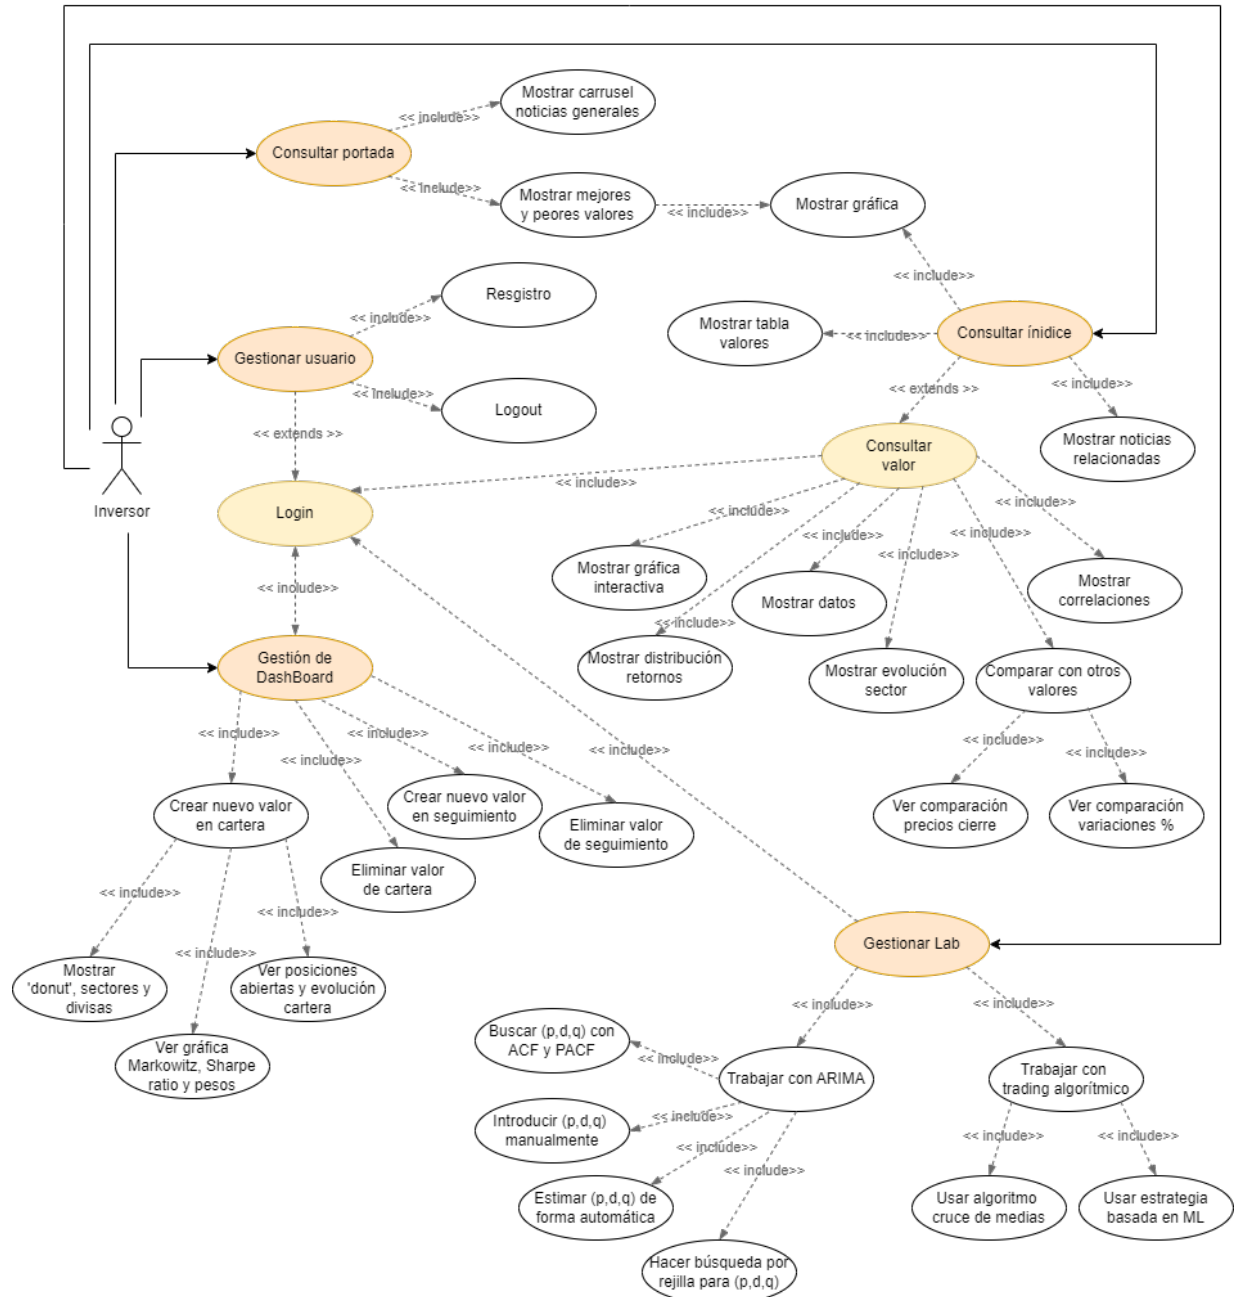 Mostrar carrusel
noticias generales
<< include>>
Consultar portada
<< include>>
Mostrar mejores
y peores valores
<< include>>
Mostrar gráfica
<< include>>
Resgistro
<< include>>
Gestionar usuario
<< include>>
Logout
<< extends >>
Mostrar tabla
valores
<< include>>
Consultar ínidice
<< extends >>
<< include>>
Mostrar noticias
relacionadas
Consultar
valor
<< include>>
Inversor
Login
<< include>>
<< include>>
<< include>>
<< include>>
<< include>>
<< include>>
<< include>>
Mostrar gráfica
interactiva
Mostrar datos
Mostrar
correlaciones
Mostrar distribución
retornos
Mostrar evolución
sector
Comparar con otros
valores
Gestión de
DashBoard
<< include>>
<< include>>
<< include>>
<< include>>
<< include>>
<< include>>
<< include>>
Crear nuevo valor
en cartera
Crear nuevo valor
en seguimiento
Eliminar valor
de seguimiento
Eliminar valor
de cartera
Ver comparación
precios cierre
Ver comparación
variaciones %
<< include>>
<< include>>
<< include>>
Mostrar
'donut', sectores y
divisas
Ver posiciones
abiertas y evolución
cartera
Ver gráfica
Markowitz, Sharpe
ratio y pesos
Gestionar Lab
<< include>>
<< include>>
Buscar (p,d,q) con
ACF y PACF
<< include>>
Trabajar con ARIMA
Trabajar con
trading algorítmico
Introducir (p,d,q)
manualmente
<< include>>
<< include>>
<< include>>
<< include>>
<< include>>
Estimar (p,d,q) de
forma automática
Usar algoritmo
cruce de medias
Usar estrategia
basada en ML
Hacer búsqueda por
rejilla para (p,d,q)